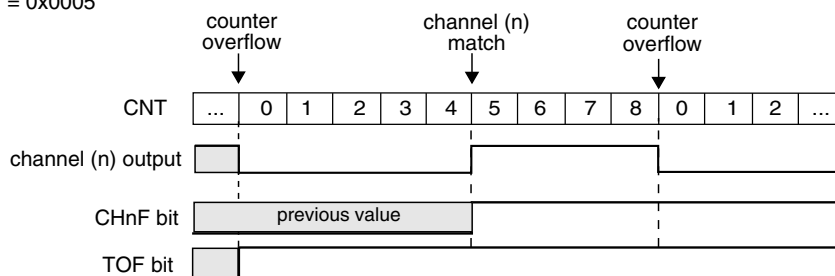 = 0x0005
counter overflow
channel (n) match
counter overflow
CNT ... 0 1 2 3 4 5 6 7 8 0 1 2 ...
channel (n) output
CHnF bit previous value
TOF bit